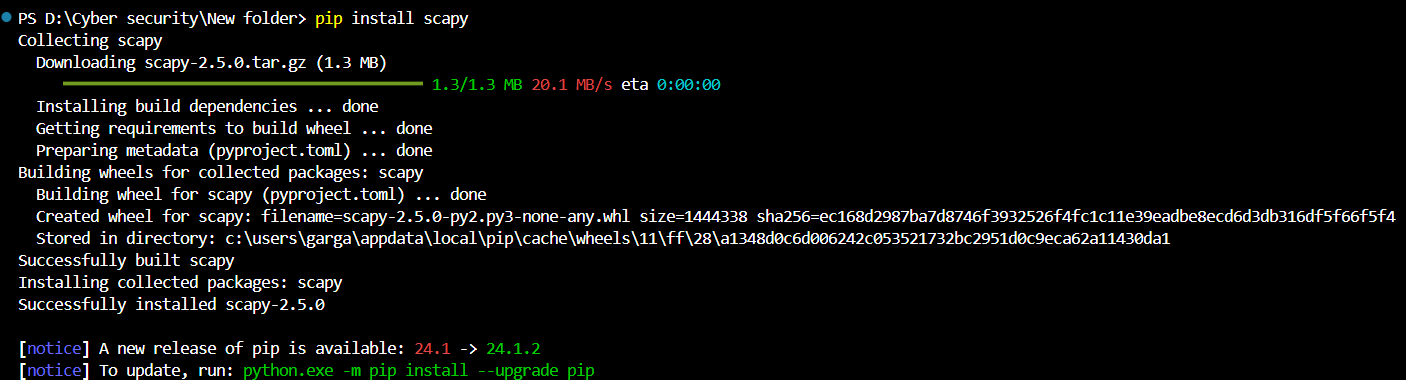 PS D:\Cyber security\New folder> pip install scapy
Collecting scapy
Downloading scapy-2.5.0.tar.gz (1.3 MB)
1.3/1.3 MB 20.1 MB/s eta 0:00:00
Installing build dependencies ... done
Getting requirements to build wheel ... done
Preparing metadata (pyproject.toml) ... done
Building wheels for collected packages: scapy
Building wheel for scapy (pyproject.toml) ... done
Created wheel for scapy: filename=scapy-2.5.0-py2.py3-none-any.whl size=1444338 sha256=ec168d2987ba7d8746f3932526f4fc1c11e39eadbe8ecd6d3db316df5f66f5f4
Stored in directory: c:\users\garga\appdata\local\pip\cache\wheels\11\ff\28\a1348d0c6d006242c053521732bc2951d0c9eca62a11430da1
Successfully built scapy
Installing collected packages: scapy
Successfully installed scapy-2.5.0
[notice] A new release of pip is available: 24.1 -> 24.1.2
[notice] To update, run: python.exe -m pip install --upgrade pip